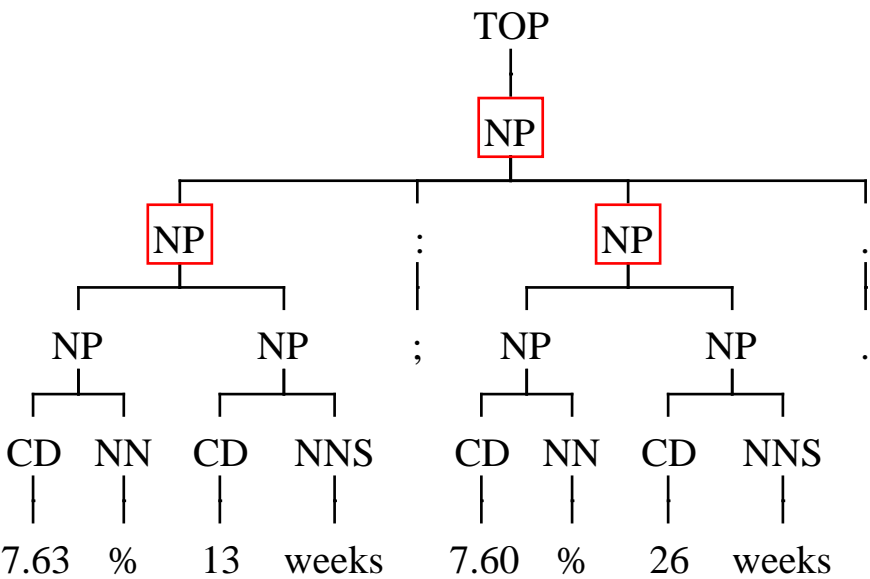 TOP
NP
NP : NP .
NP NP ; NP NP .
CD NN CD NNS CD NN CD NNS
7.63 % 13 weeks 7.60 % 26 weeks